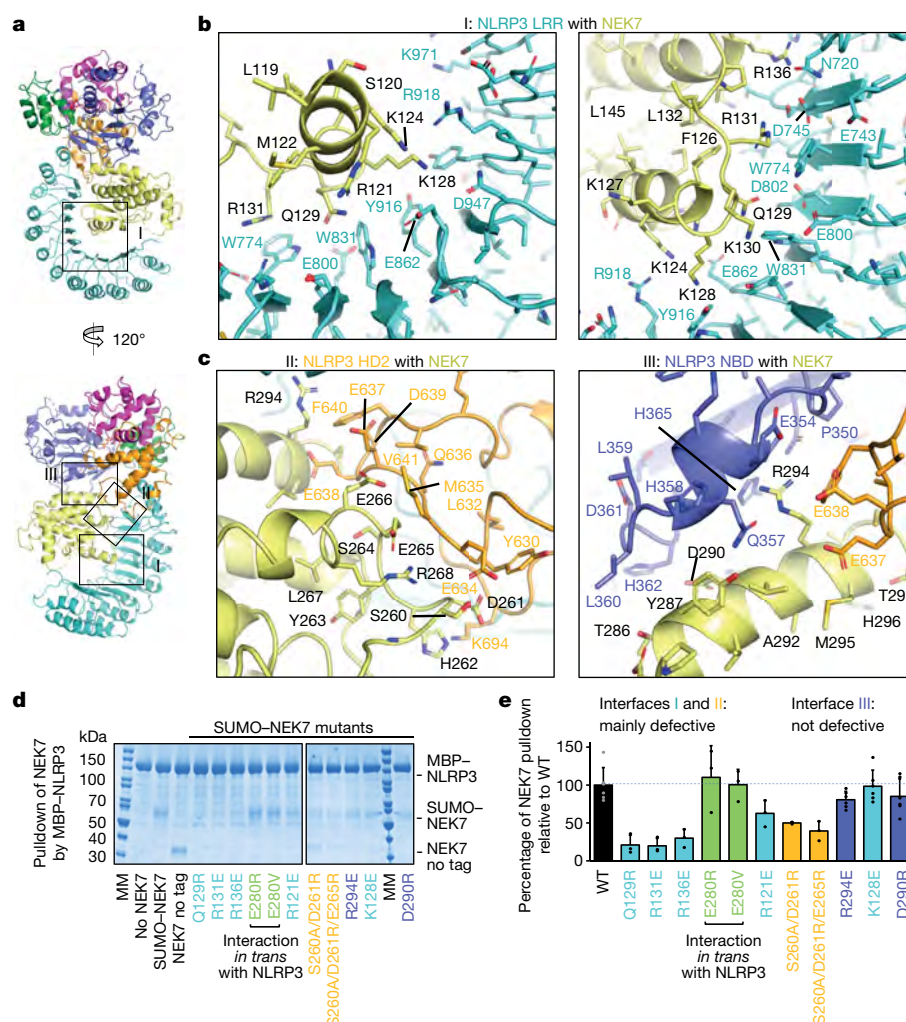 a
I
120°
III
II
I
b
I: NLRP3 LRR with NEK7
L119
S120
K971
R918
K124
M122
K128
R121
Y916
D947
R131
Q129
W774
W831
E800
E862
R136
N720
L145
L132
R131
F126
D745
E743
W774
K127
D802
Q129
K130
E800
K124
E862
W831
R918
K128
Y916
c
II: NLRP3 HD2 with NEK7
R294
E637
D639
F640
Q636
V641
E638
M635
E266
L632
S264
E265
Y630
R268
E634
L267
D261
S260
Y263
K694
H262
III: NLRP3 NBD with NEK7
H365
E354
P350
L359
R294
H358
D361
E638
Q357
D290
E637
H362
L360
Y287
T29
H296
T286
A292
M295
d
SUMO–NEK7 mutants
kDa
150
100
70
50
40
30
Pulldown of NEK7
by MBP–NLRP3
MBP–
NLRP3
SUMO–
NEK7
NEK7
no tag
MM
No NEK7
SUMO–NEK7
NEK7 no tag
Q129R
R131E
R136E
E280R
E280V
R121E
S260A/D261R
S260A/D261R/E265R
R294E
K128E
MM
D290R
Interaction
in trans
with NLRP3
e
Interfaces I and II:
mainly defective
Interface III:
not defective
Percentage of NEK7 pulldown
relative to WT
150
100
50
0
WT
Q129R
R131E
R136E
E280R
E280V
R121E
S260A/D261R
S260A/D261R/E265R
R294E
K128E
D290R
Interaction
in trans
with NLRP3